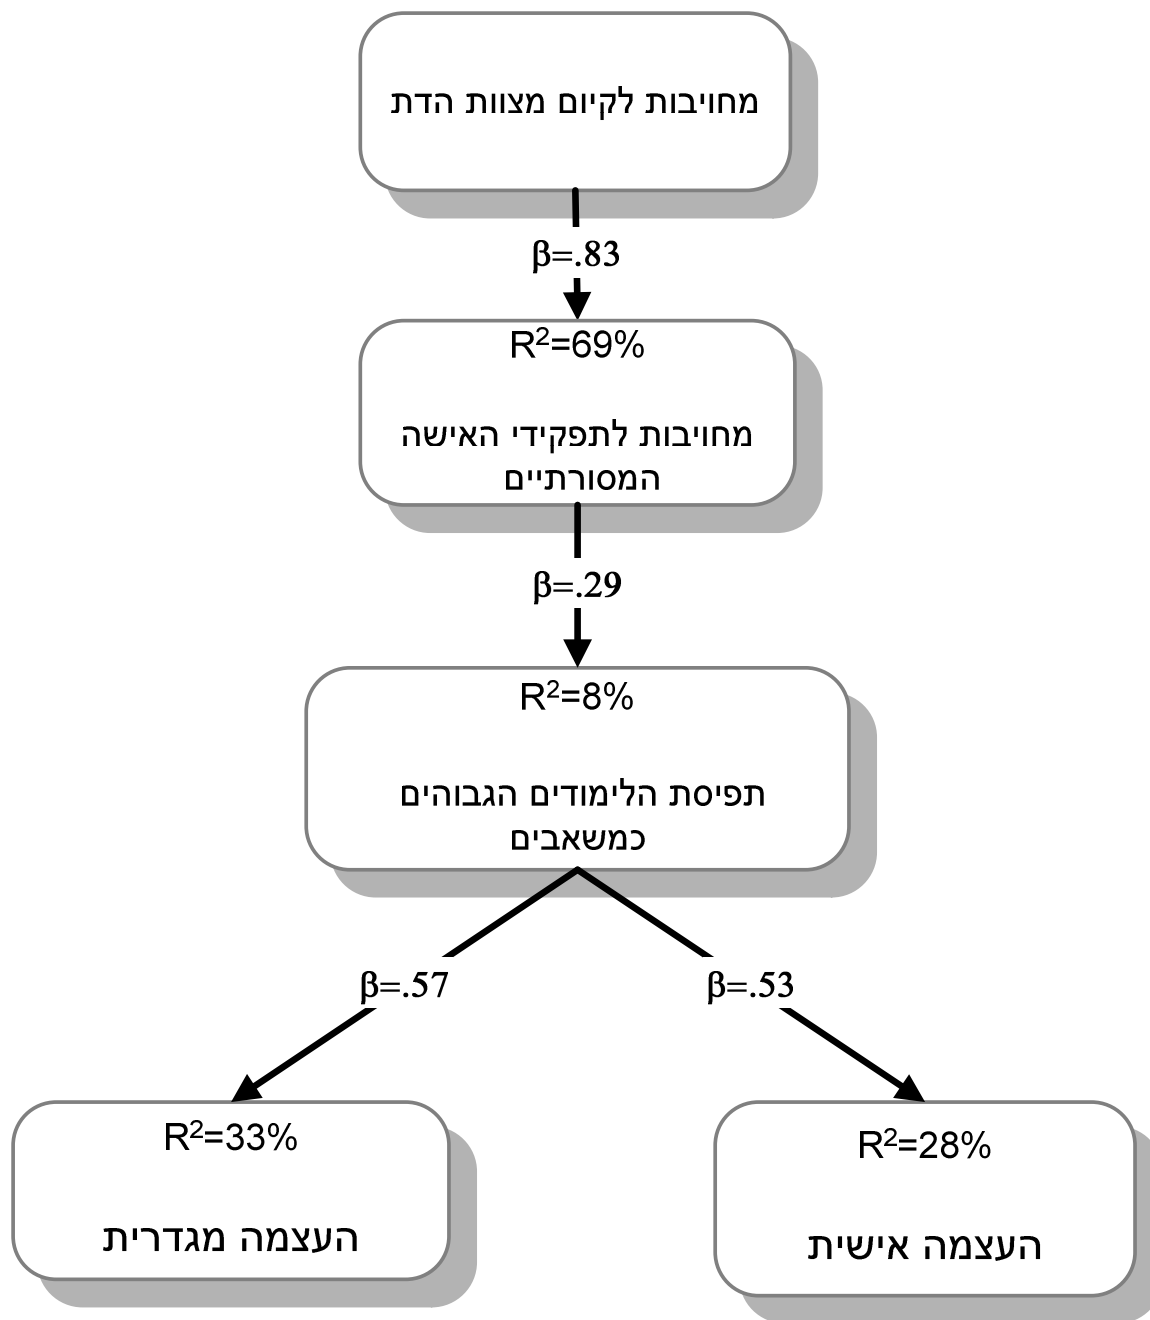 מחויבות לקיום מצוות הדת
β=.83
R²=69%
מחויבות לתפקידי האישה
המסורתיים
β=.29
R²=8%
תפיסת הלימודים הגבוהים
כמשאבים
β=.53
β=.57
R²=28%
העצמה אישית
R²=33%
העצמה מגדרית